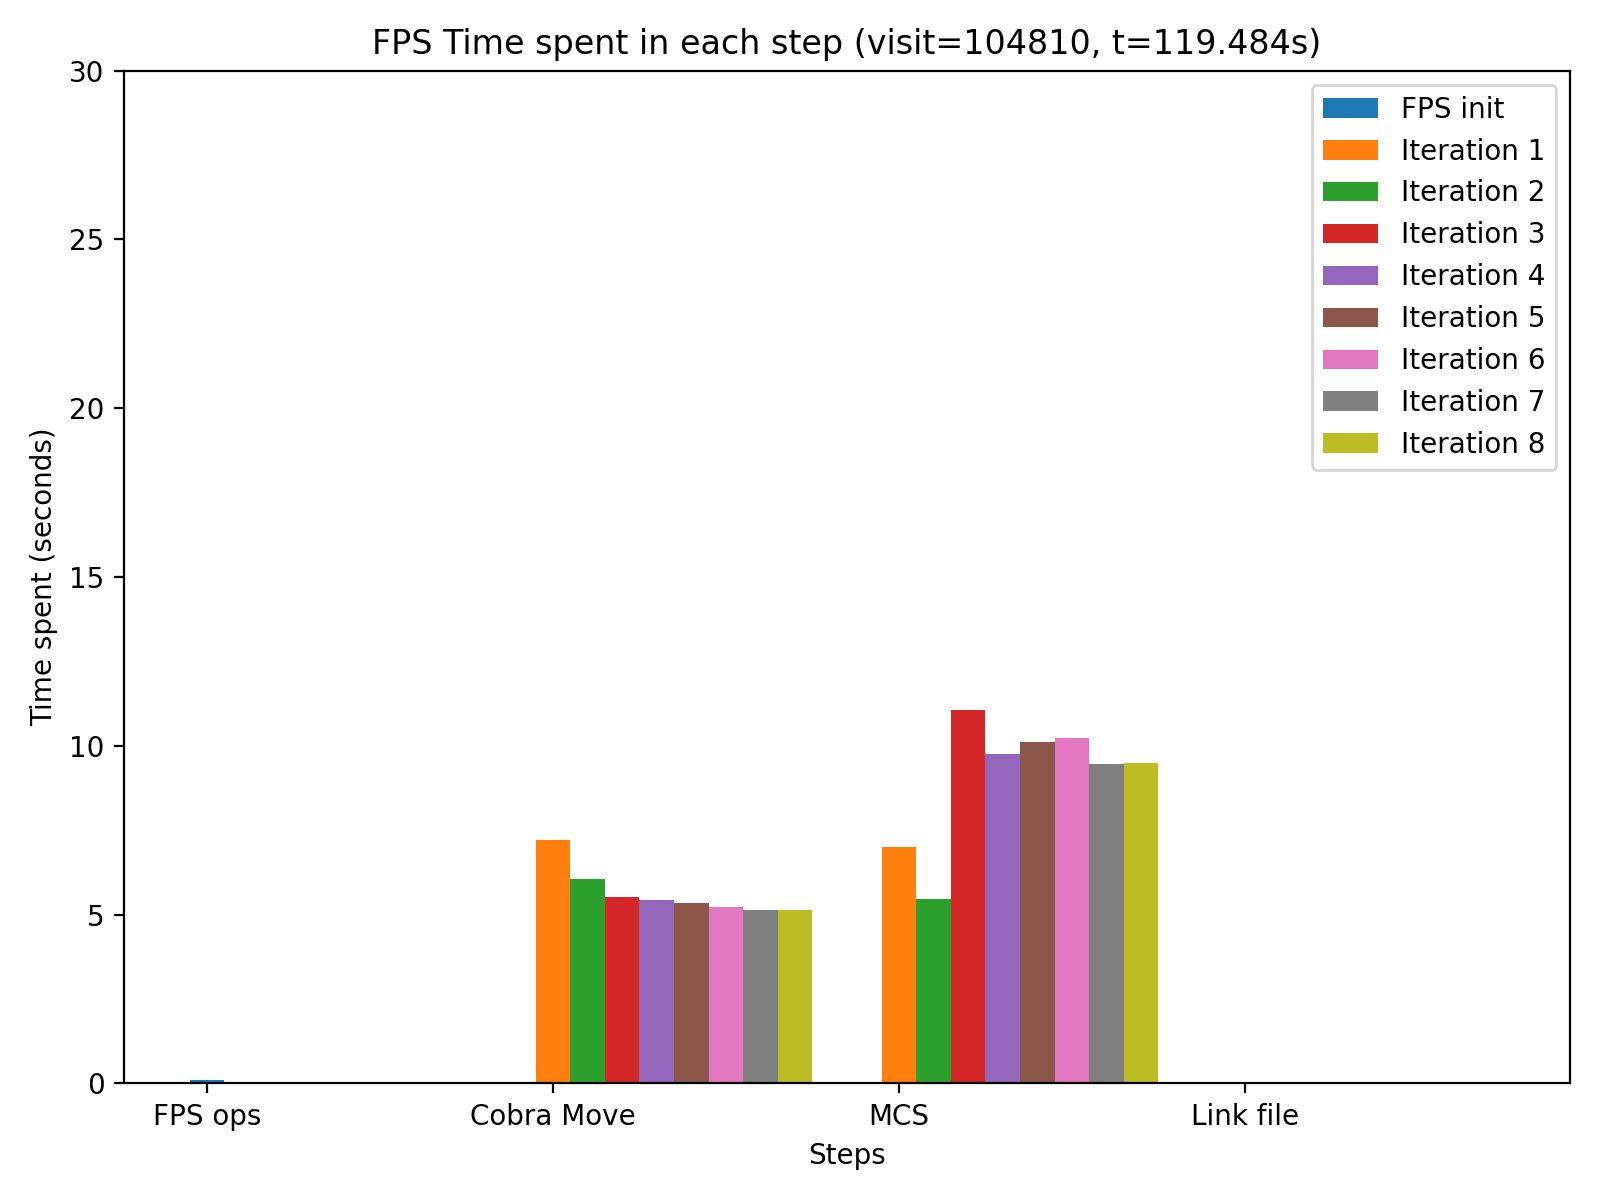 FPS Time spent in each step (visit=104810, t=119.484s)
30
25
20
15
10
5
0
Time spent (seconds)
FPS init
Iteration 1
Iteration 2
Iteration 3
Iteration 4
Iteration 5
Iteration 6
Iteration 7
Iteration 8
FPS ops
Cobra Move
MCS
Link file
Steps